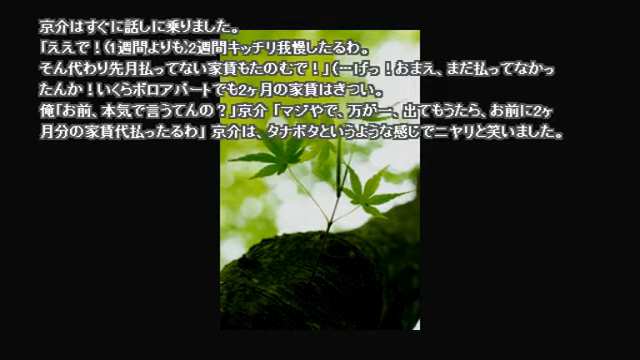 京介はすぐに話しに乗りました。
「ええで！（1週間よりも）2週間キッチリ我慢したるわ。
そん代わり先月払ってない家賃もたのむで！」（…げっ！おまえ、まだ払ってなかっ
たんか！いくらボロアパートでも2ヶ月の家賃はきつい。
俺「お前、本気で言うてんの？」京介「マジやで、万が一、出てもうたら、お前に2ヶ
月分の家賃代払ったるわ」 京介は、タナボタというような感じでニヤリと笑いました。